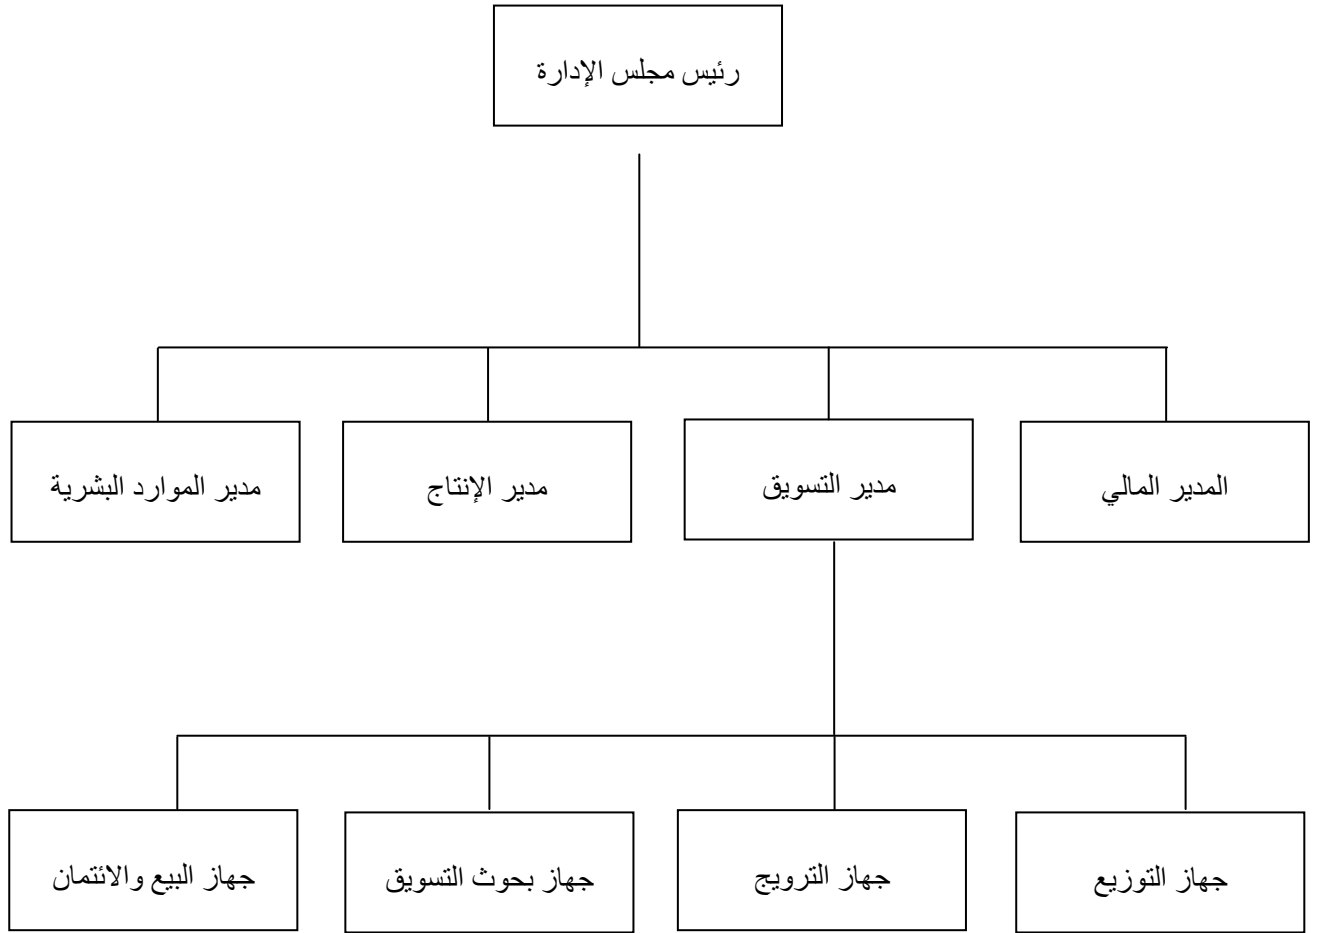 رئيس مجلس الإدارة
المدير المالي
مدير التسويق
مدير الإنتاج
مدير الموارد البشرية
جهاز التوزيع
جهاز الترويج
جهاز بحوث التسويق
جهاز البيع والائتمان